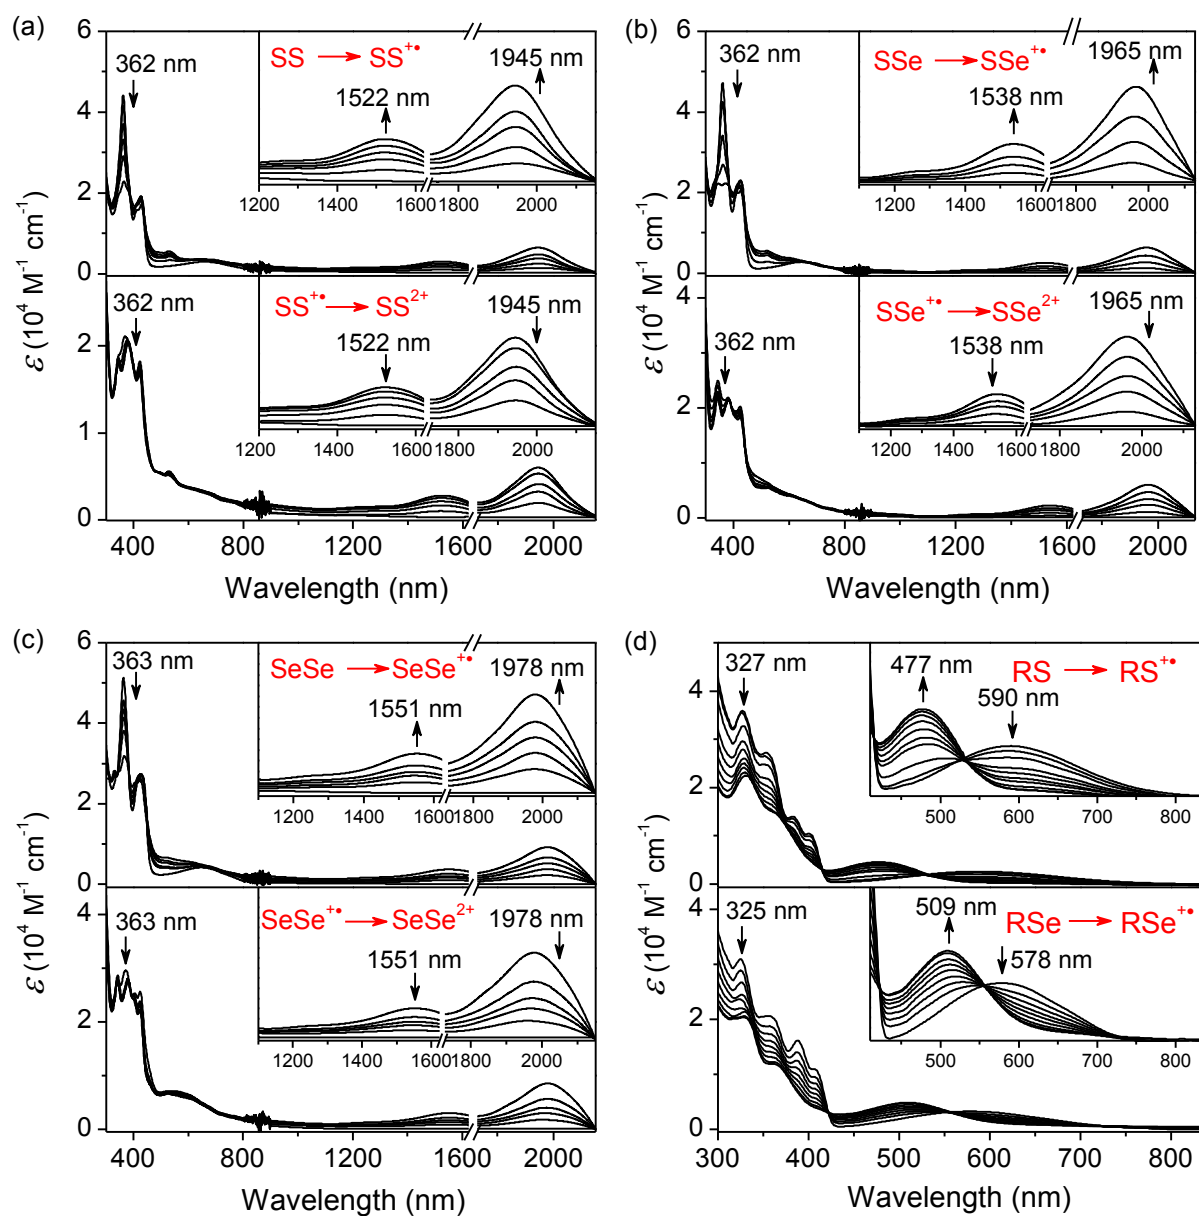 (a)
6
4
2
0
ε (10⁴ M⁻¹ cm⁻¹)
362 nm
SS → SS⁺•
1522 nm
1945 nm
1200 1400 1600 1800 2000
362 nm
SS⁺• → SS²⁺
1522 nm
1945 nm
1200 1400 1600 1800 2000
2
1
0
400 800 1200 1600 2000
Wavelength (nm)
(b)
6
4
2
0
ε (10⁴ M⁻¹ cm⁻¹)
362 nm
SSe → SSe⁺•
1538 nm
1965 nm
1200 1400 1600 1800 2000
362 nm
SSe⁺• → SSe²⁺
1538 nm
1965 nm
1200 1400 1600 1800 2000
4
2
0
400 800 1200 1600 2000
Wavelength (nm)
(c)
6
4
2
0
ε (10⁴ M⁻¹ cm⁻¹)
363 nm
SeSe → SeSe⁺•
1551 nm
1978 nm
1200 1400 1600 1800 2000
363 nm
SeSe⁺• → SeSe²⁺
1551 nm
1978 nm
1200 1400 1600 1800 2000
4
2
0
400 800 1200 1600 2000
Wavelength (nm)
(d)
4
2
0
ε (10⁴ M⁻¹ cm⁻¹)
327 nm
477 nm
RS → RS⁺•
590 nm
500 600 700 800
325 nm
509 nm
RSe → RSe⁺•
578 nm
500 600 700 800
4
2
0
300 400 500 600 700 800
Wavelength (nm)